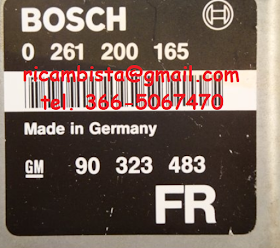 BOSCH
0 261 200 165
ricambista@gmail.com
tel: 366-5067470
Made in Germany
GM 90 323 483
FR